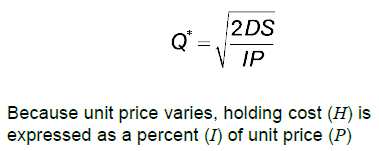 Q* = √(2DS / IP)
Because unit price varies, holding cost (H) is
expressed as a percent (I) of unit price (P)